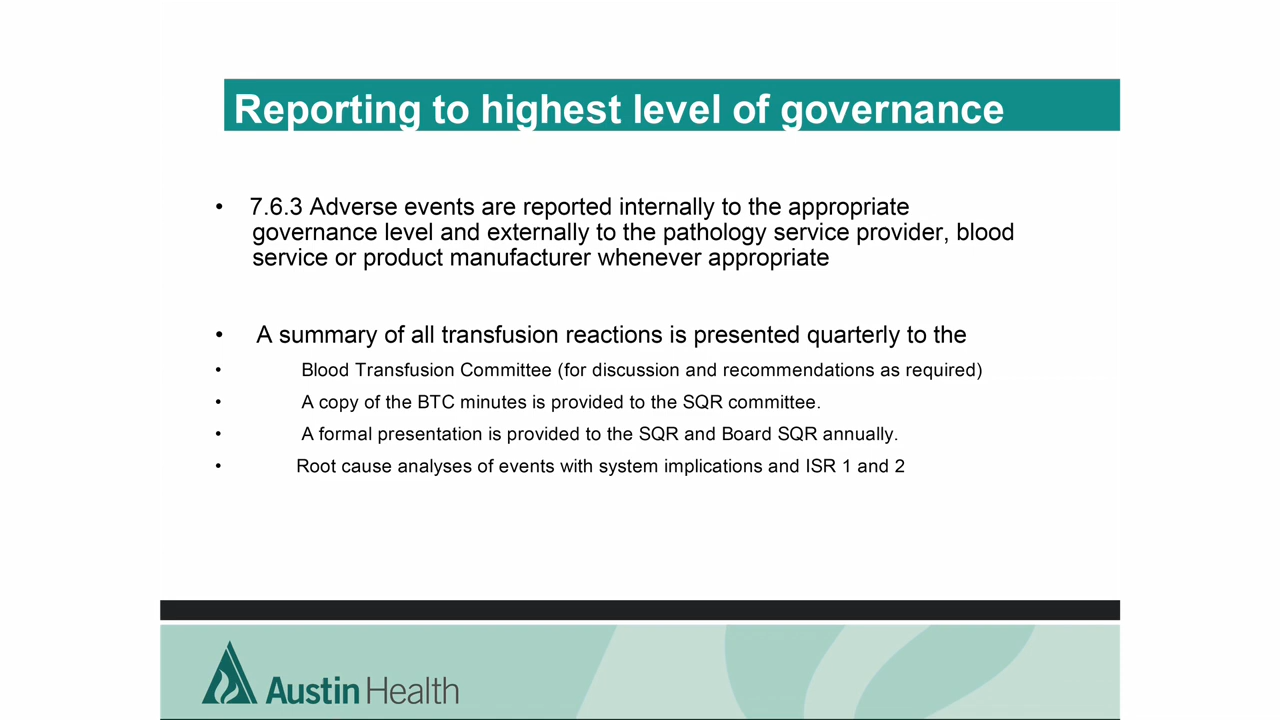 Reporting to highest level of governance
• 7.6.3 Adverse events are reported internally to the appropriate
governance level and externally to the pathology service provider, blood
service or product manufacturer whenever appropriate
• A summary of all transfusion reactions is presented quarterly to the
• Blood Transfusion Committee (for discussion and recommendations as required)
• A copy of the BTC minutes is provided to the SQR committee.
• A formal presentation is provided to the SQR and Board SQR annually.
• Root cause analyses of events with system implications and ISR 1 and 2
Austin Health